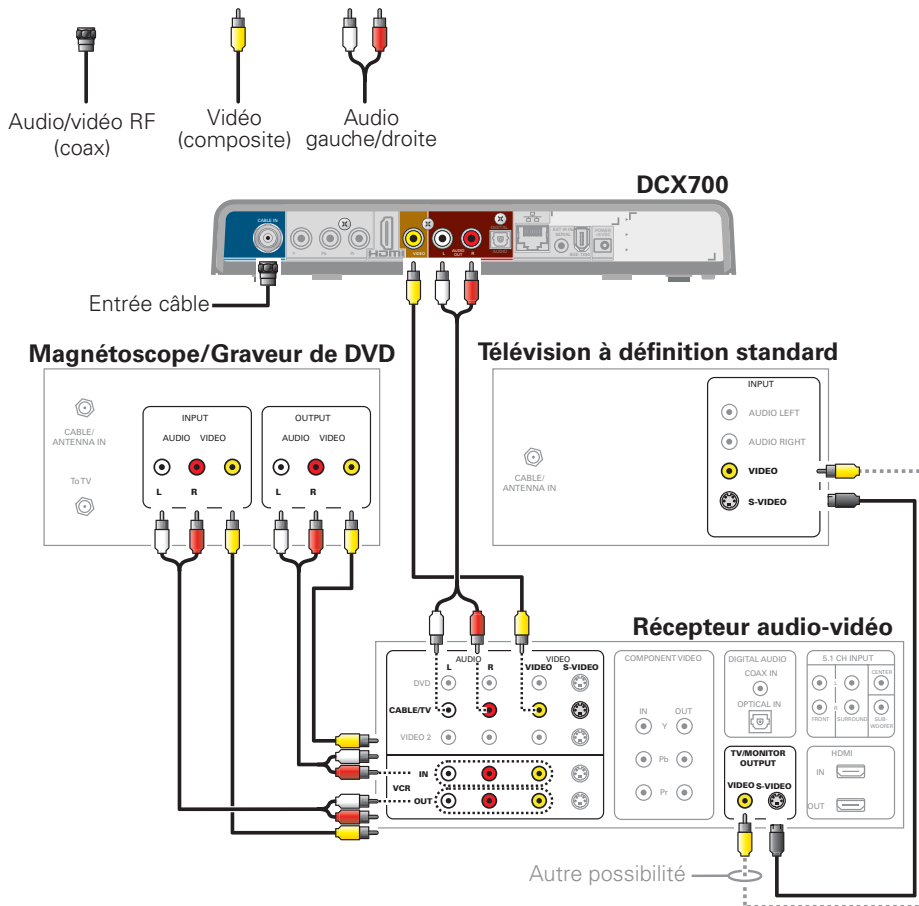 Audio/vidéo RF
(coax)
Vidéo
(composite)
Audio
gauche/droite
DCX700
CABLE IN
Y
Pb
Pr
HDMI
VIDEO
L
AUDIO
OUT
R
DIGITAL
AUDIO
Entrée câble
Magnétoscope/Graveur de DVD
CABLE/
ANTENNA IN
To TV
INPUT
AUDIO VIDEO
L R
OUTPUT
AUDIO VIDEO
L R
Télévision à définition standard
CABLE/
ANTENNA IN
INPUT
AUDIO LEFT
AUDIO RIGHT
VIDEO
S-VIDEO
Récepteur audio-vidéo
AUDIO VIDEO
L R VIDEO S-VIDEO
DVD
CABLE/TV
VIDEO 2
VCR
IN
OUT
COMPONENT VIDEO
IN OUT
Y
Pb
Pr
DIGITAL AUDIO
COAX IN
OPTICAL IN
5.1 CH INPUT
L
R
CENTER
FRONT
SURROUND
SUB-
WOOFER
TV/MONITOR
OUTPUT
VIDEO S-VIDEO
HDMI
IN
OUT
Autre possibilité